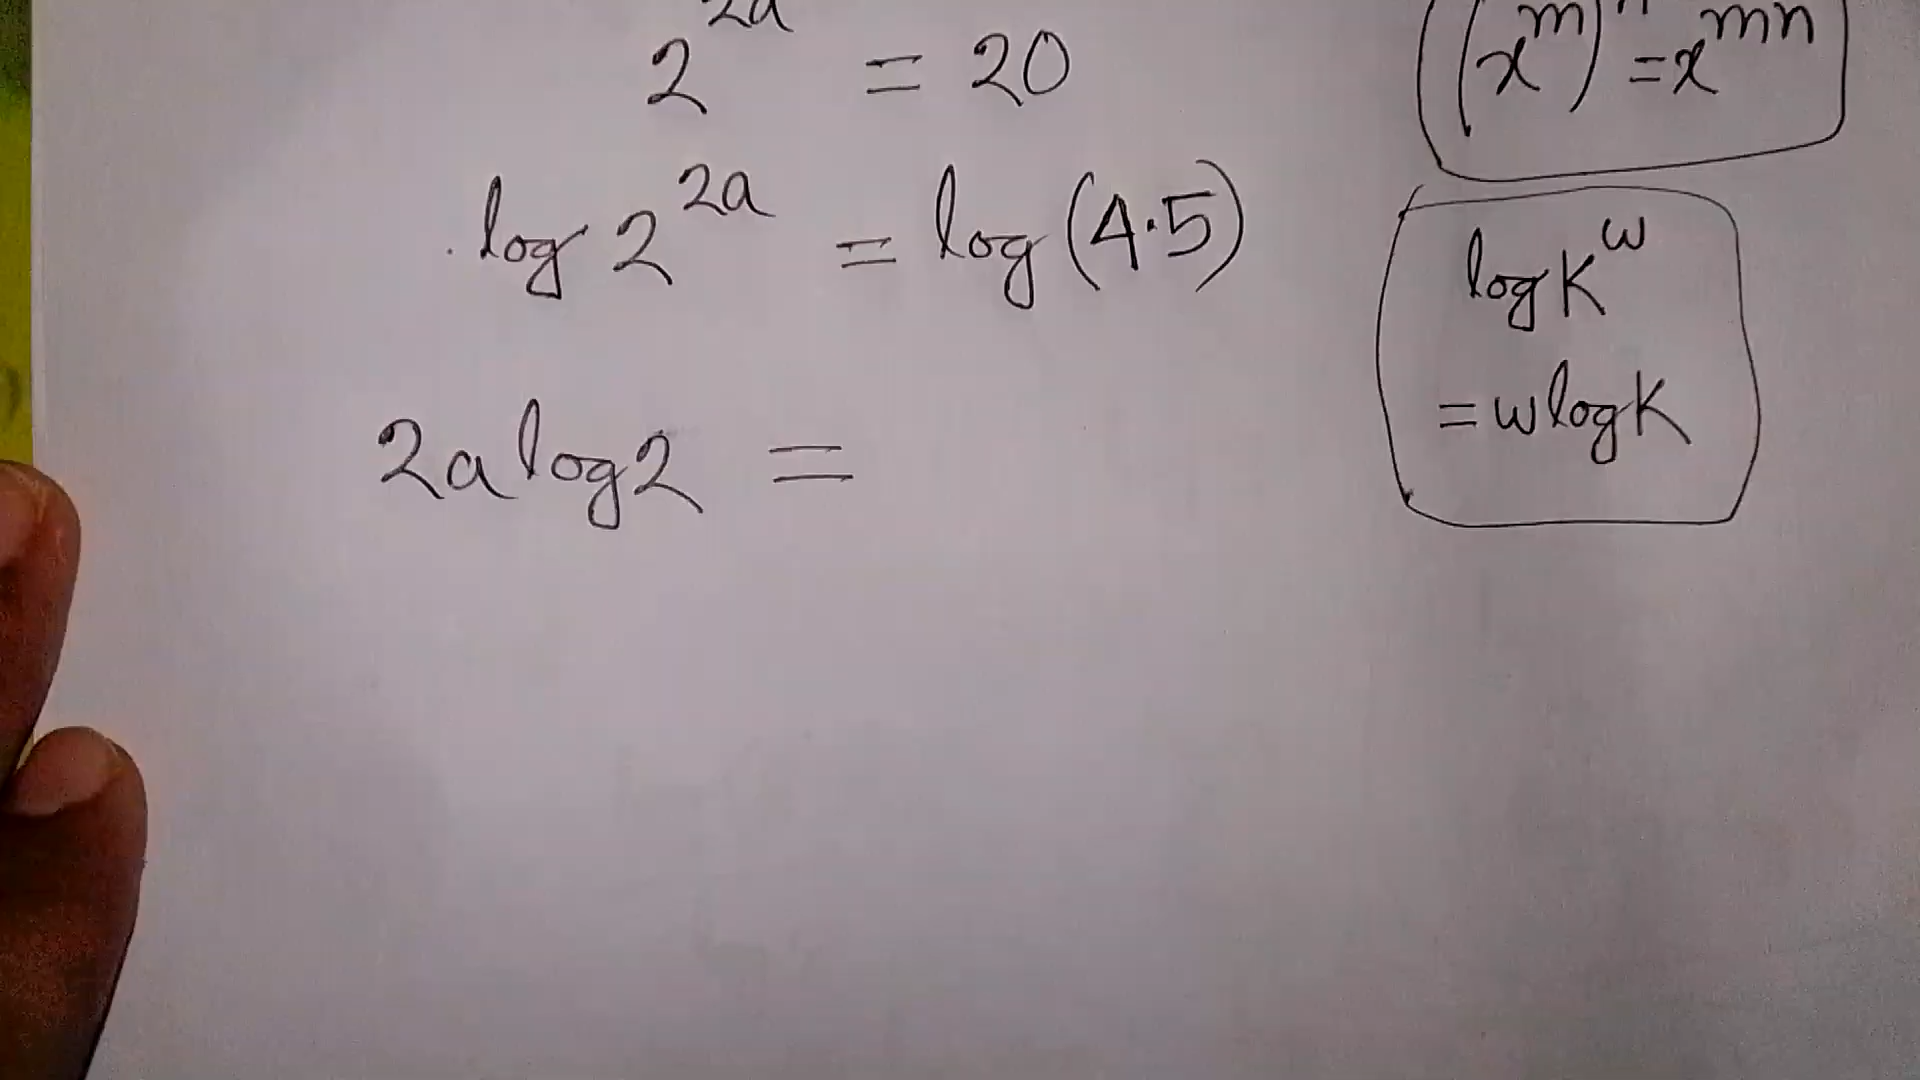 2^{2a} = 20
(x^m)^n = x^{mn}
log 2^{2a} = log (4·5)
log K^w
= w log K
2a log 2 =